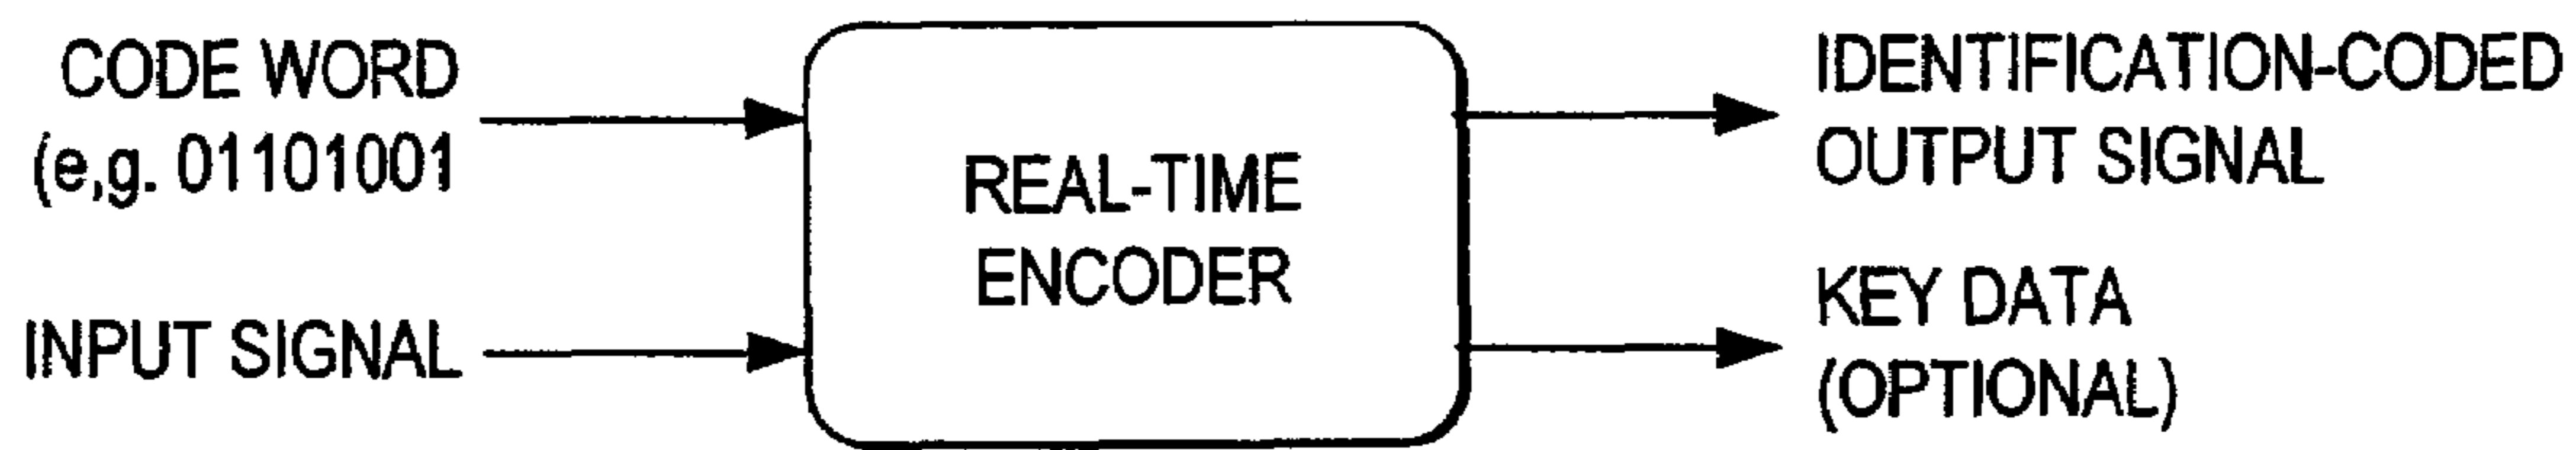 CODE WORD
(e,g. 01101001
INPUT SIGNAL
REAL-TIME
ENCODER
IDENTIFICATION-CODED
OUTPUT SIGNAL
KEY DATA
(OPTIONAL)